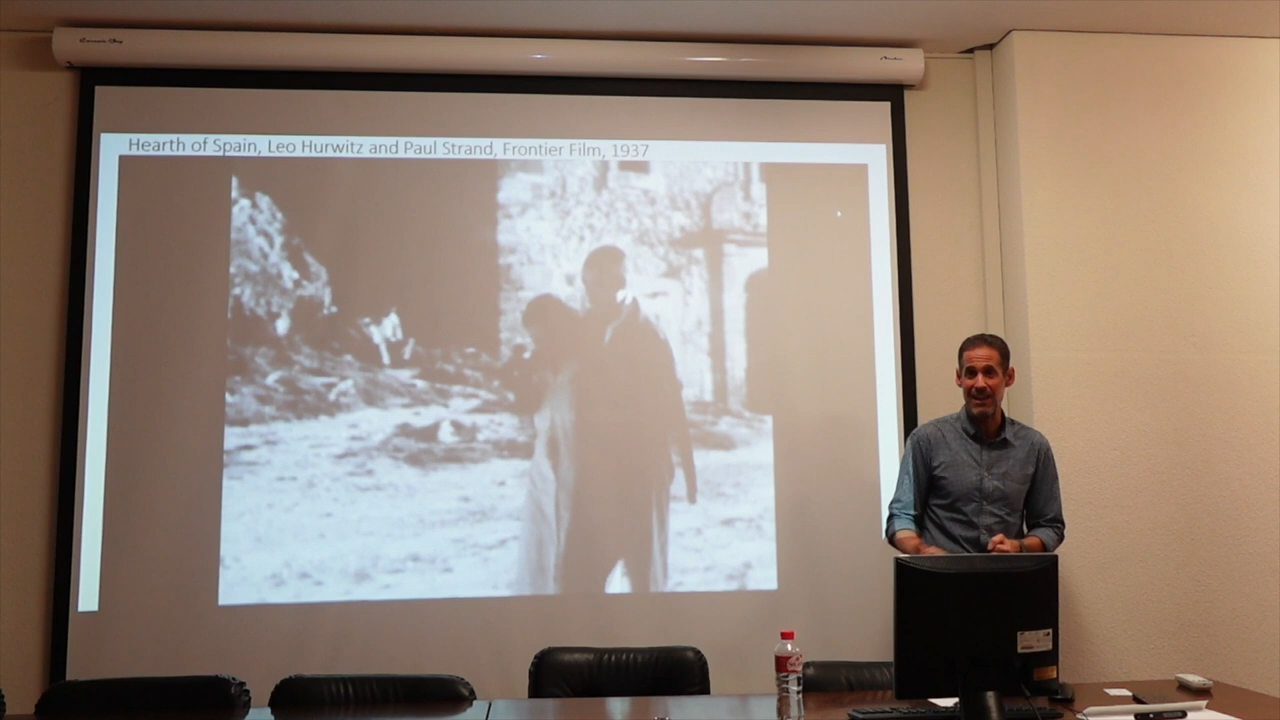 Hearth of Spain, Leo Hurwitz and Paul Strand, Frontier Film, 1937